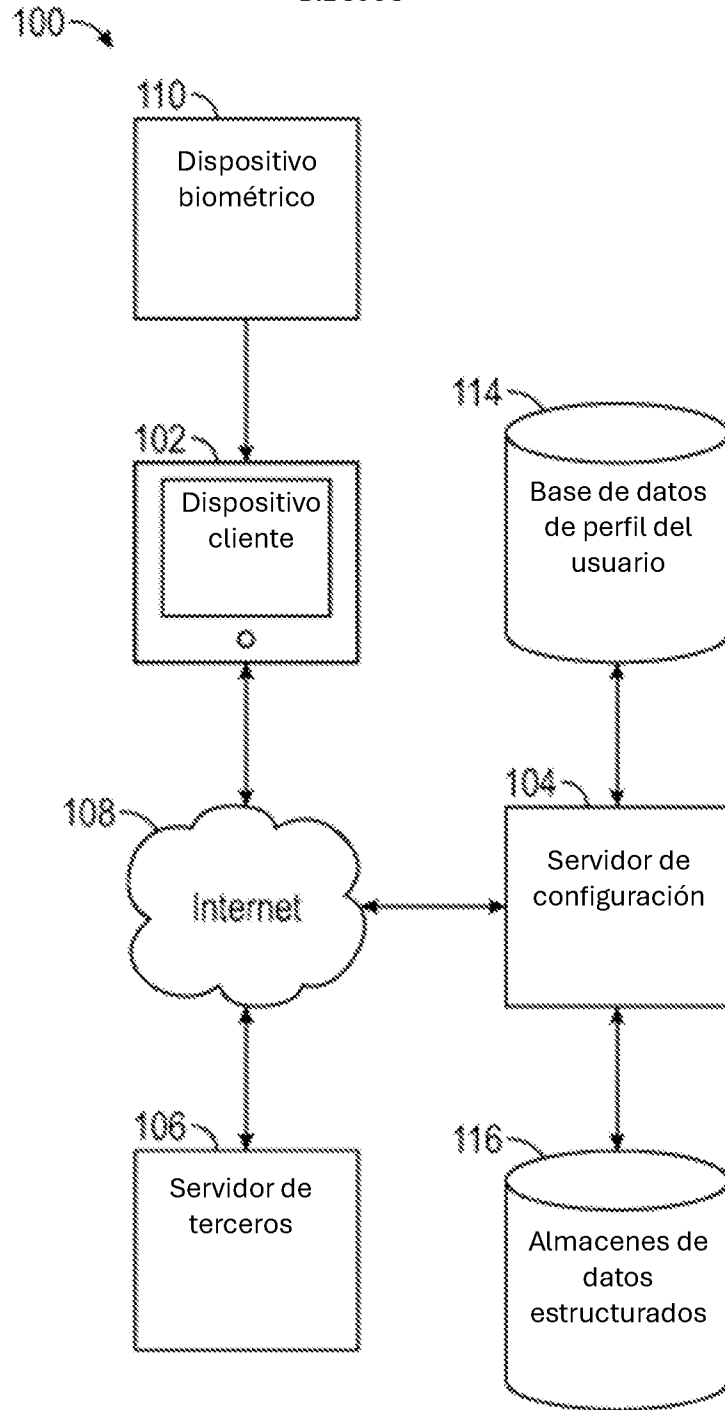 100
110
Dispositivo
biométrico
102
Dispositivo
cliente
114
Base de datos
de perfil del
usuario
108
Internet
104
Servidor de
configuración
106
Servidor de
terceros
116
Almacenes de
datos
estructurados